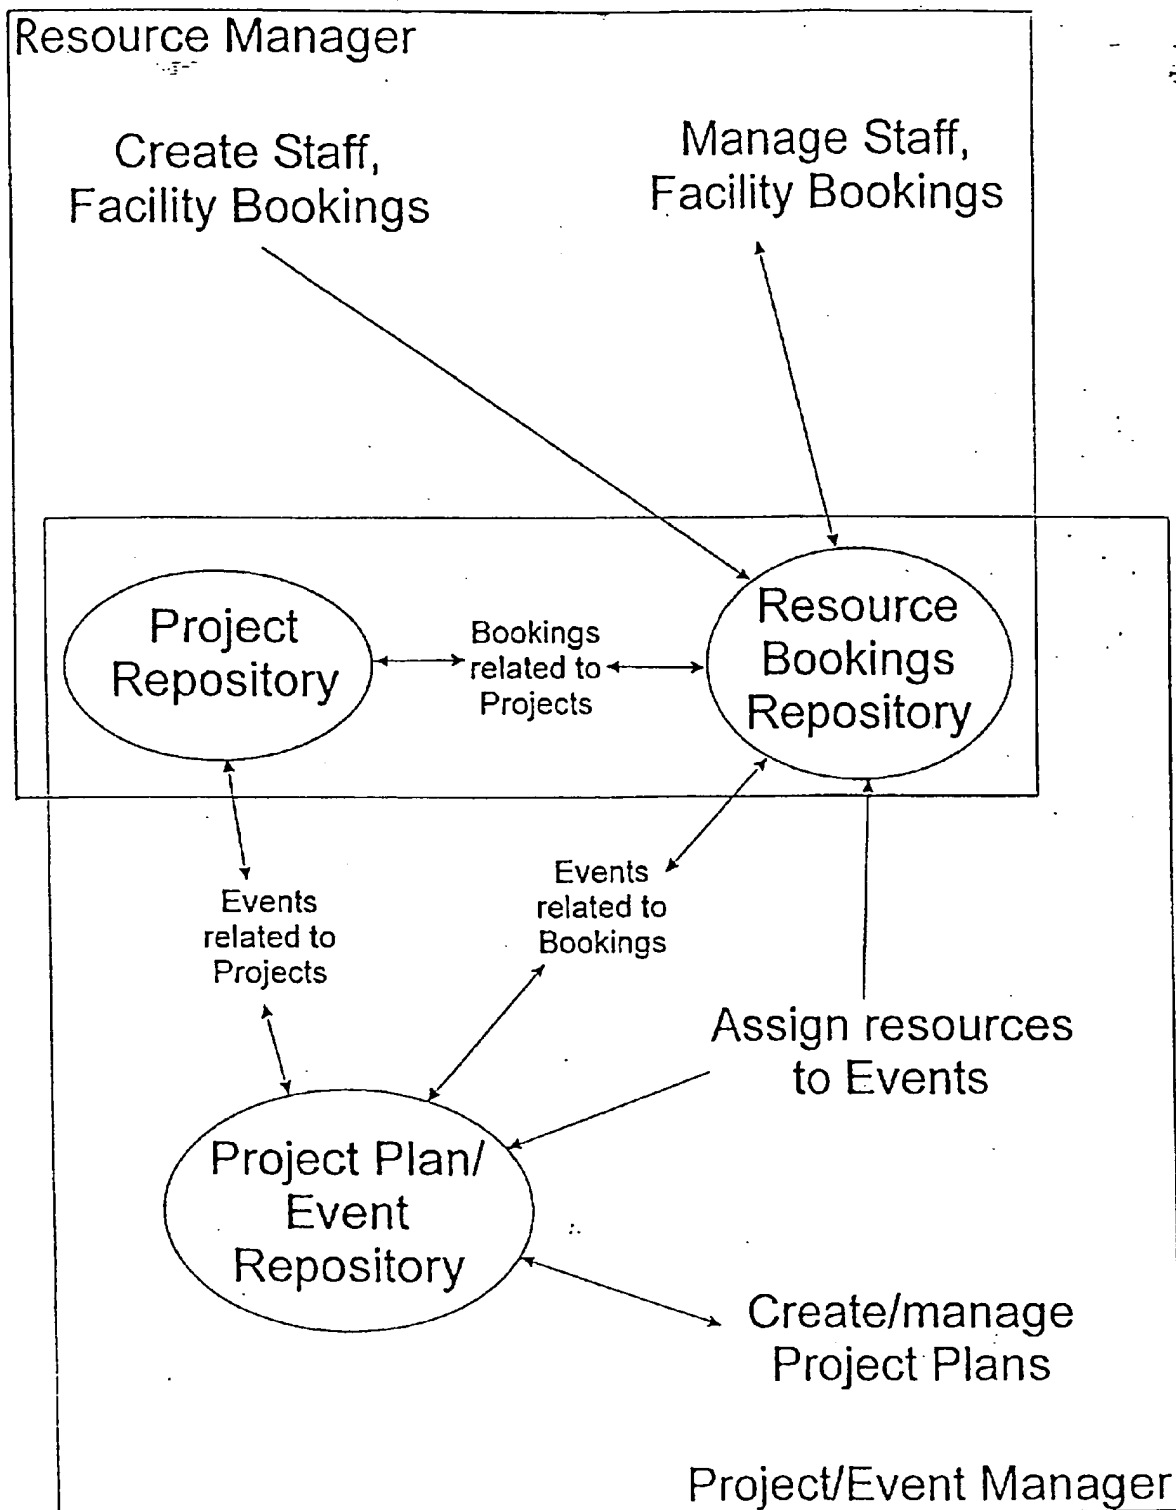 Resource Manager
Create Staff,
Facility Bookings
Manage Staff,
Facility Bookings
Project
Repository
Bookings
related to
Projects
Resource
Bookings
Repository
Events
related to
Projects
Events
related to
Bookings
Assign resources
to Events
Project Plan/
Event
Repository
Create/manage
Project Plans
Project/Event Manager